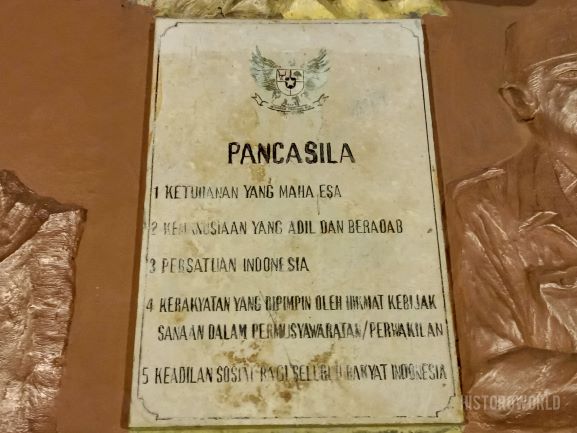 PANCASILA
1 KETUHANAN YANG MAHA ESA
2 KEMANUSIAAN YANG ADIL DAN BERADAB
3 PERSATUAN INDONESIA
4 KERAKYATAN YANG DIPIMPIN OLEH HIKMAT KEBIJAK
SANAAN DALAM PERMUSYAWARATAN/PERWAKILAN
5 KEADILAN SOSIAL BAGI SELURUH RAKYAT INDONESIA
HISTOROWORLD